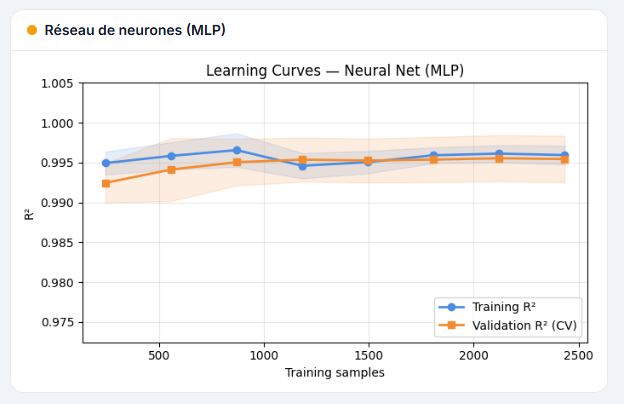 Réseau de neurones (MLP)
Learning Curves — Neural Net (MLP)
1.005
1.000
0.995
0.990
0.985
0.980
0.975
R²
500
1000
1500
2000
2500
Training samples
Training R²
Validation R² (CV)